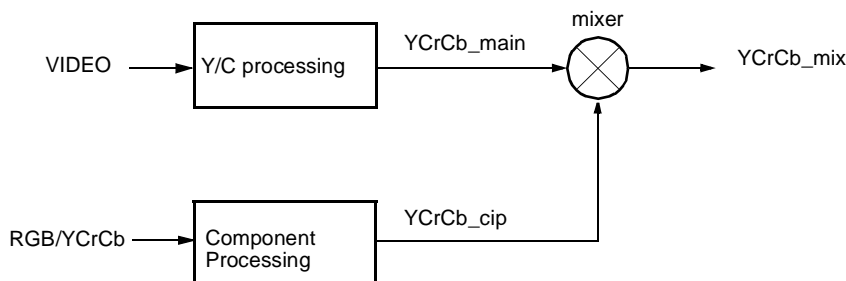 mixer
VIDEO
Y/C processing
YCrCb_main
YCrCb_mix
RGB/YCrCb
Component
Processing
YCrCb_cip